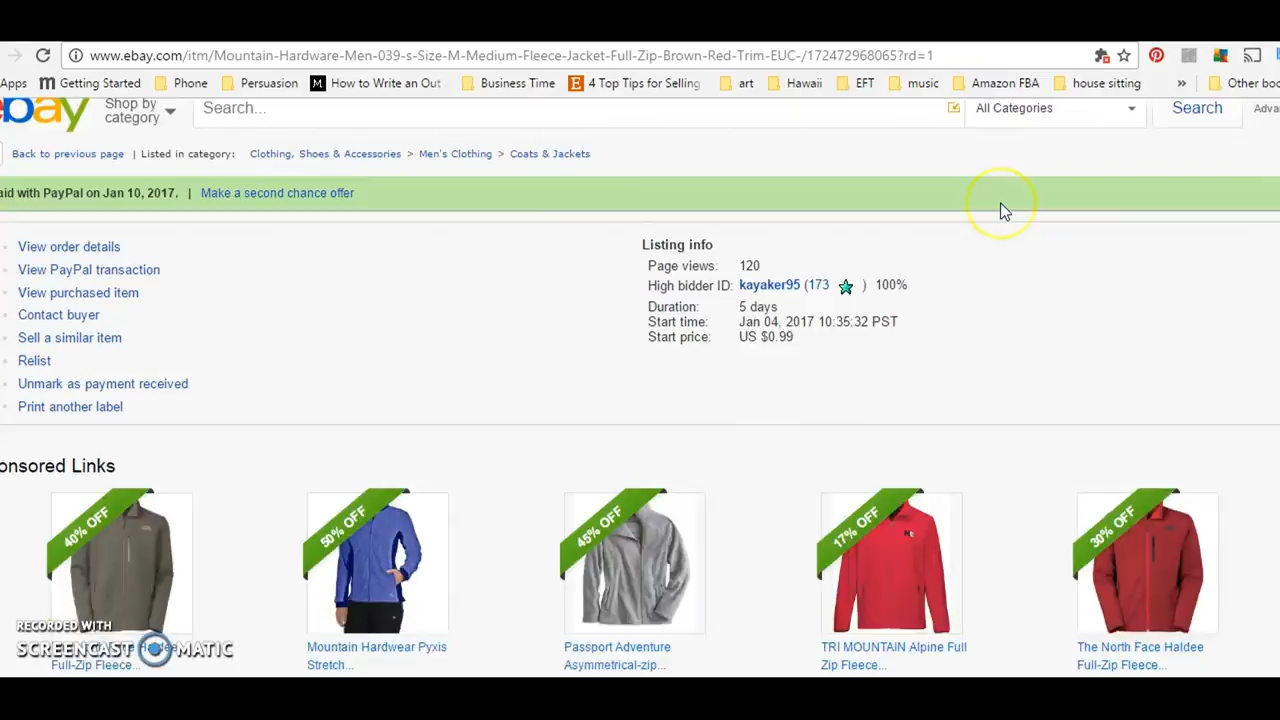 www.ebay.com/itm/Mountain-Hardware-Men-039-s-Size-M-Medium-Fleece-Jacket-Full-Zip-Brown-Red-Trim-EUC-/172472968065?rd=1
Apps Getting Started Phone Persuasion M How to Write an Out Business Time E 4 Top Tips for Selling art Hawaii EFT music Amazon FBA house sitting » Other boo
ebay Shop by category Search... All Categories Search Adva
Back to previous page | Listed in category: Clothing, Shoes & Accessories > Men's Clothing > Coats & Jackets
aid with PayPal on Jan 10, 2017. | Make a second chance offer
View order details
View PayPal transaction
View purchased item
Contact buyer
Sell a similar item
Relist
Unmark as payment received
Print another label
Listing info
Page views: 120
High bidder ID: kayaker95 (173 ) 100%
Duration: 5 days
Start time: Jan 04, 2017 10:35:32 PST
Start price: US $0.99
onsored Links
40% OFF
50% OFF
45% OFF
17% OFF
30% OFF
Full-Zip Fleece...
Mountain Hardwear Pyxis
Stretch...
Passport Adventure
Asymmetrical-zip...
TRI MOUNTAIN Alpine Full
Zip Fleece...
The North Face Haldee
Full-Zip Fleece...
RECORDED WITH
SCREENCAST MATIC